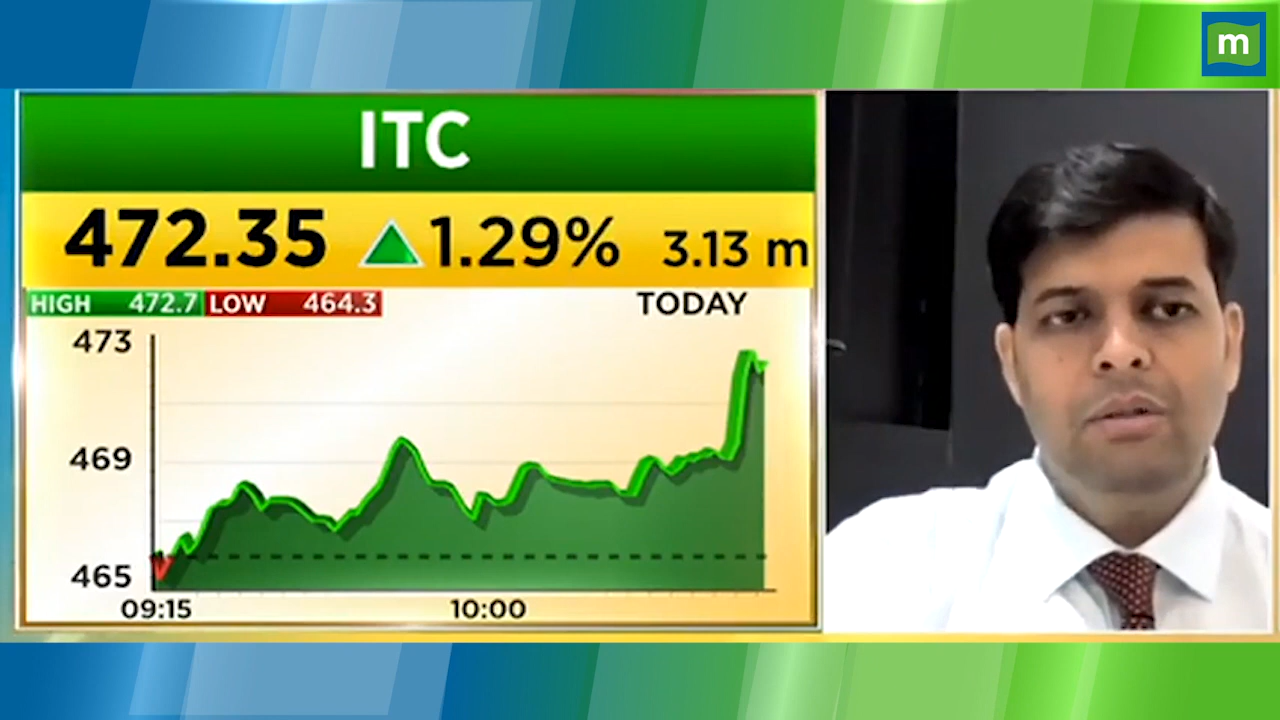 m
ITC
472.35 ▲ 1.29% 3.13 m
HIGH 472.7 LOW 464.3 TODAY
473
469
465
09:15 10:00